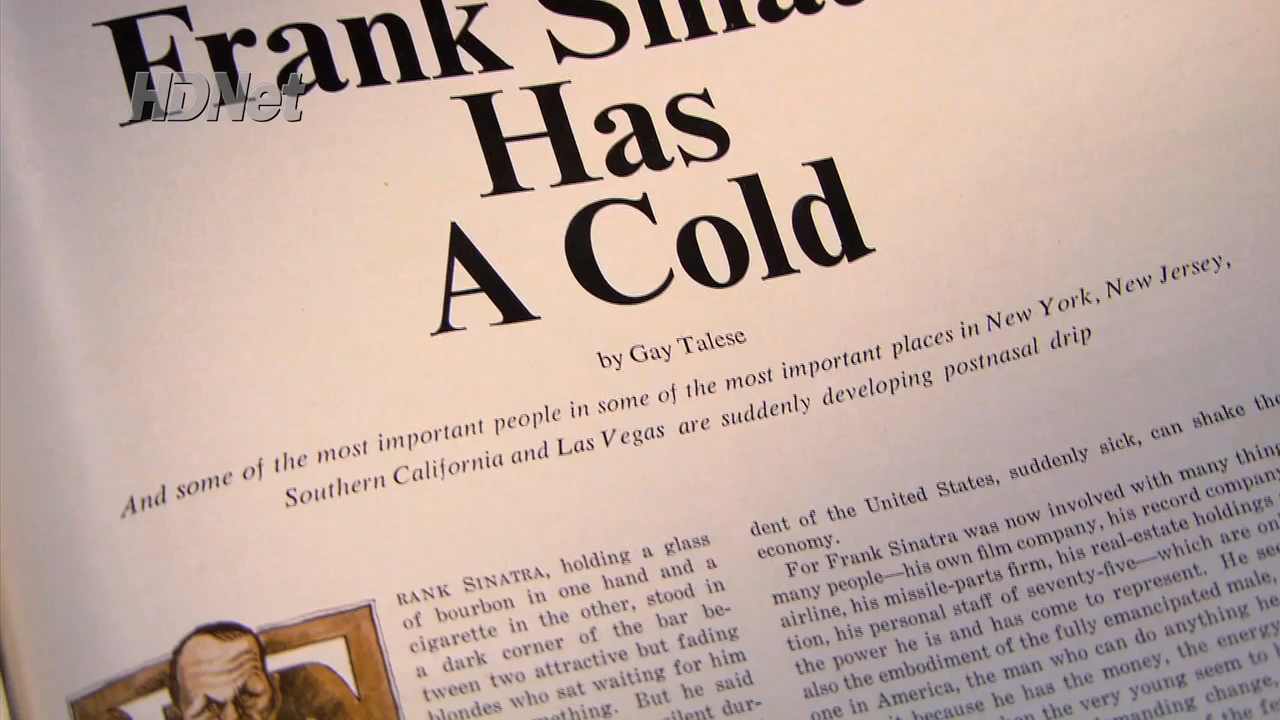 Frank
HDNet
Has
A Cold
by Gay Talese
And some of the most important people in some of the most important places in New York, New Jersey,
Southern California and Las Vegas are suddenly developing postnasal drip
RANK SINATRA, holding a glass
of bourbon in one hand and a
cigarette in the other, stood in
a dark corner of the bar be-
tween two attractive but fading
blondes who sat waiting for him
mething. But he said
silent dur-
dent of the United States, suddenly sick, can shake the
economy.
For Frank Sinatra was now involved with many thing
many people—his own film company, his record company
airline, his missile-parts firm, his real-estate holdings
tion, his personal staff of seventy-five—which are onl
the power he is and has come to represent. He see
also the embodiment of the fully emancipated male,
one in America, the man who can do anything he
because he has the money, the energy
the very young seem to
change,